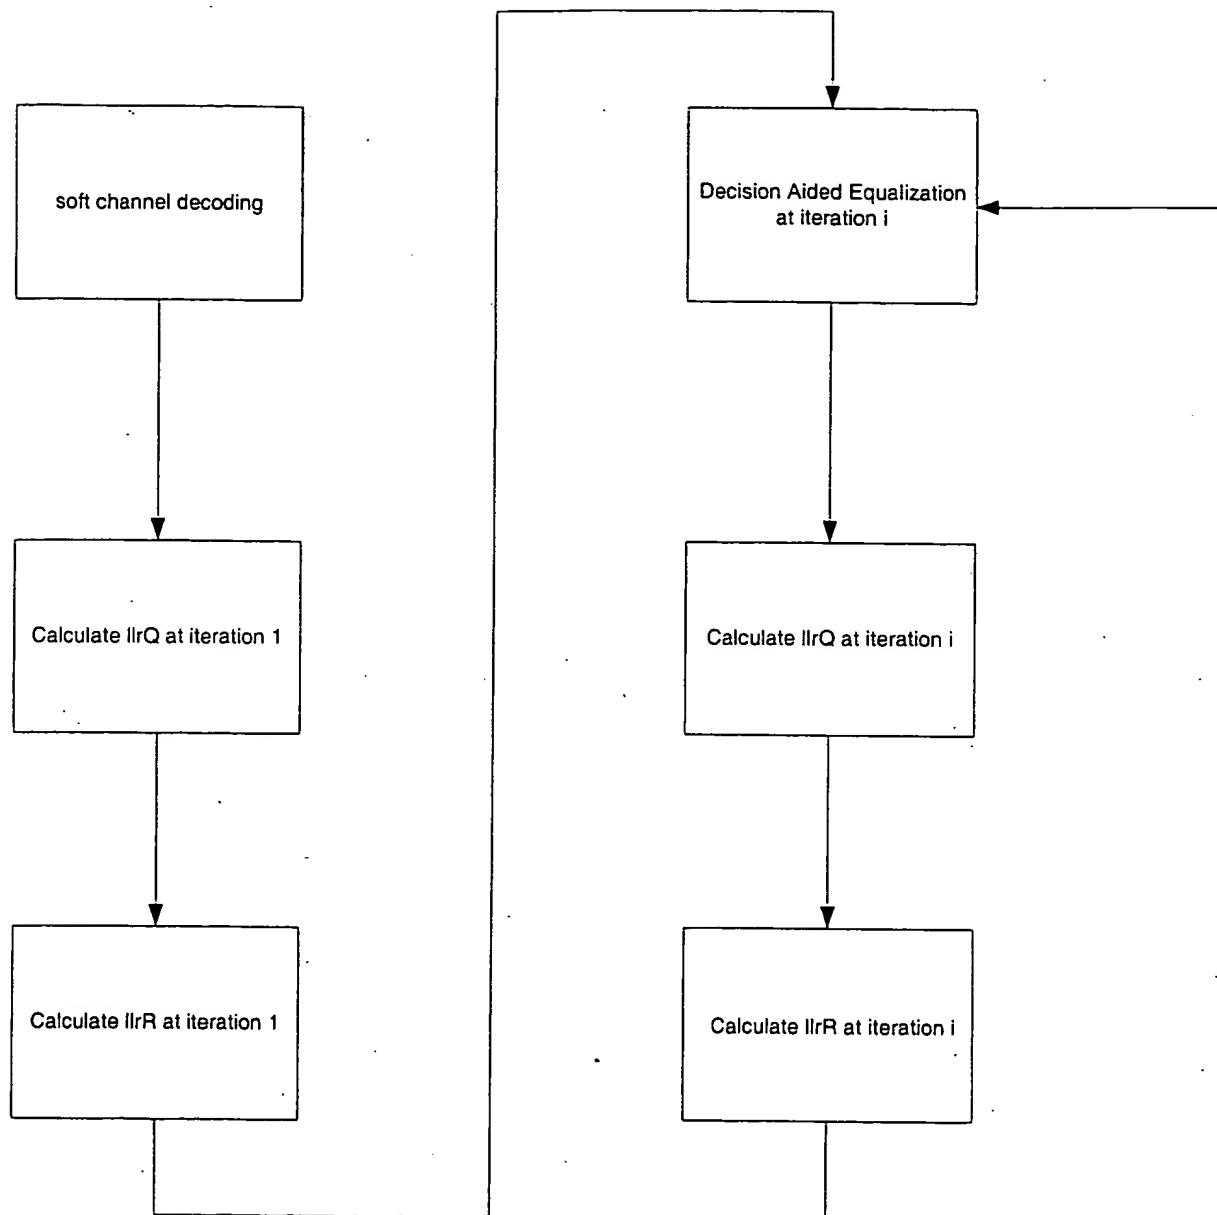 soft channel decoding
Calculate llrQ at iteration 1
Calculate llrR at iteration 1
Decision Aided Equalization
at iteration i
Calculate llrQ at iteration i
Calculate llrR at iteration i